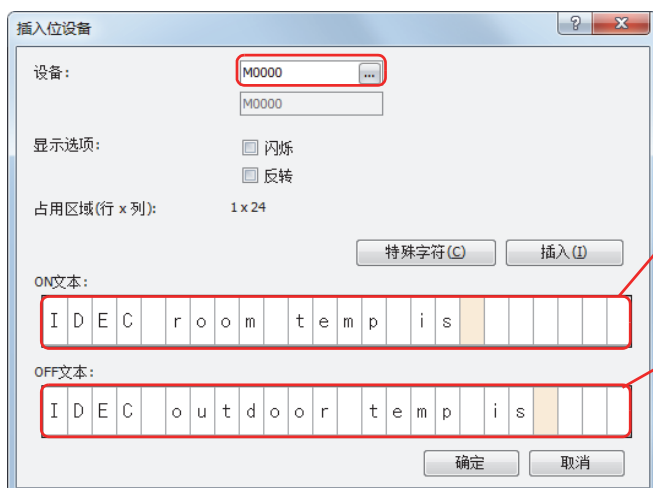 插入位设备
设备: M0000 ...
M0000
显示选项: 闪烁
反转
占用区域(行 x 列): 1 x 24
特殊字符(C) 插入(I)
ON文本:
IDEC room temp is
OFF文本:
IDEC outdoor temp is
确定 取消